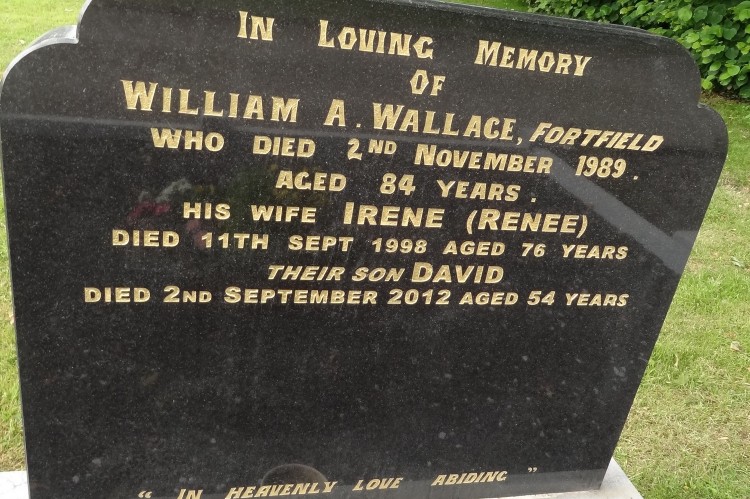 IN LOVING MEMORY
OF
WILLIAM A. WALLACE, FORTFIELD
WHO DIED 2ND NOVEMBER 1989.
AGED 84 YEARS.
HIS WIFE IRENE (RENEE)
DIED 11TH SEPT 1998 AGED 76 YEARS
THEIR SON DAVID
DIED 2ND SEPTEMBER 2012 AGED 54 YEARS
"IN HEAVENLY LOVE ABIDING"